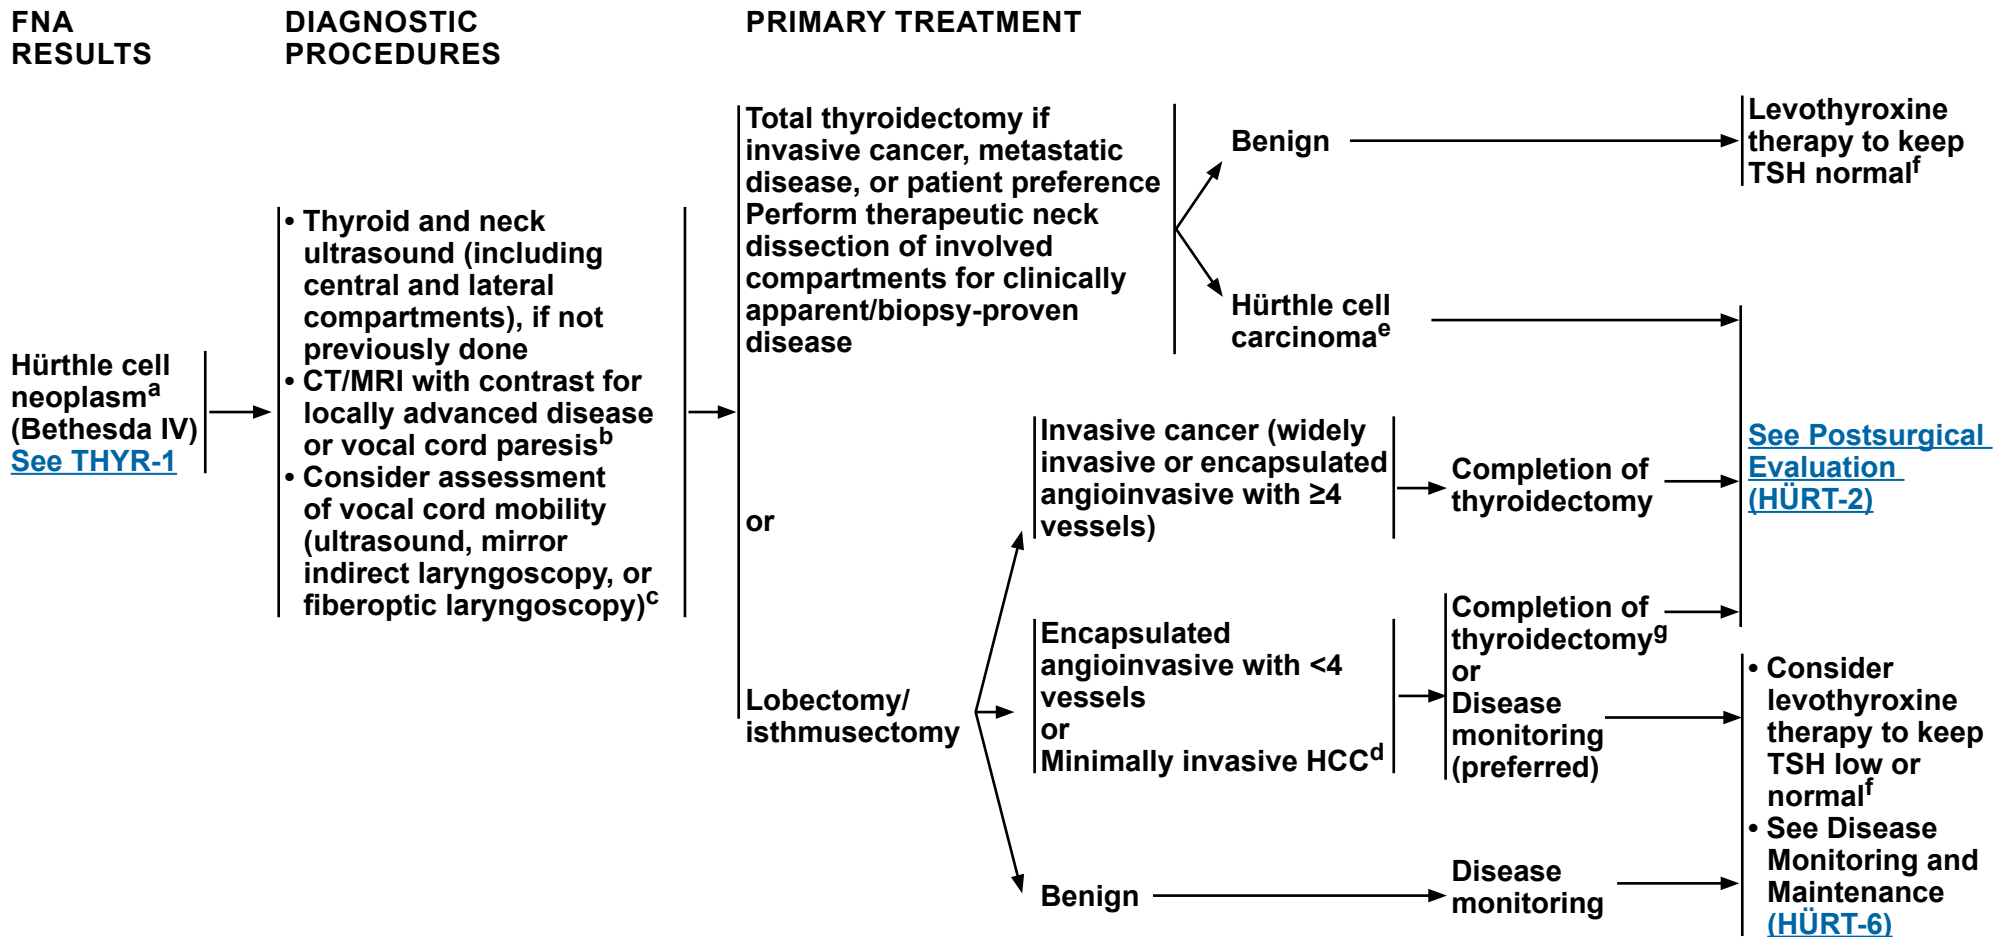 FNA
RESULTS
DIAGNOSTIC
PROCEDURES
PRIMARY TREATMENT
Hürthle cell
neoplasmᵃ
(Bethesda IV)
See THYR-1
• Thyroid and neck
ultrasound (including
central and lateral
compartments), if not
previously done
• CT/MRI with contrast for
locally advanced disease
or vocal cord paresisᵇ
• Consider assessment
of vocal cord mobility
(ultrasound, mirror
indirect laryngoscopy, or
fiberoptic laryngoscopy)ᶜ
Total thyroidectomy if
invasive cancer, metastatic
disease, or patient preference
Perform therapeutic neck
dissection of involved
compartments for clinically
apparent/biopsy-proven
disease
or
Lobectomy/
isthmusectomy
Benign
Levothyroxine
therapy to keep
TSH normalᶠ
Hürthle cell
carcinomaᵉ
Invasive cancer (widely
invasive or encapsulated
angioinvasive with ≥4
vessels)
Completion of
thyroidectomy
See Postsurgical
Evaluation
(HÜRT-2)
Encapsulated
angioinvasive with <4
vessels
or
Minimally invasive HCCᵈ
Completion of
thyroidectomyᵍ
or
Disease
monitoring
(preferred)
Benign
Disease
monitoring
• Consider
levothyroxine
therapy to keep
TSH low or
normalᶠ
• See Disease
Monitoring and
Maintenance
(HÜRT-6)